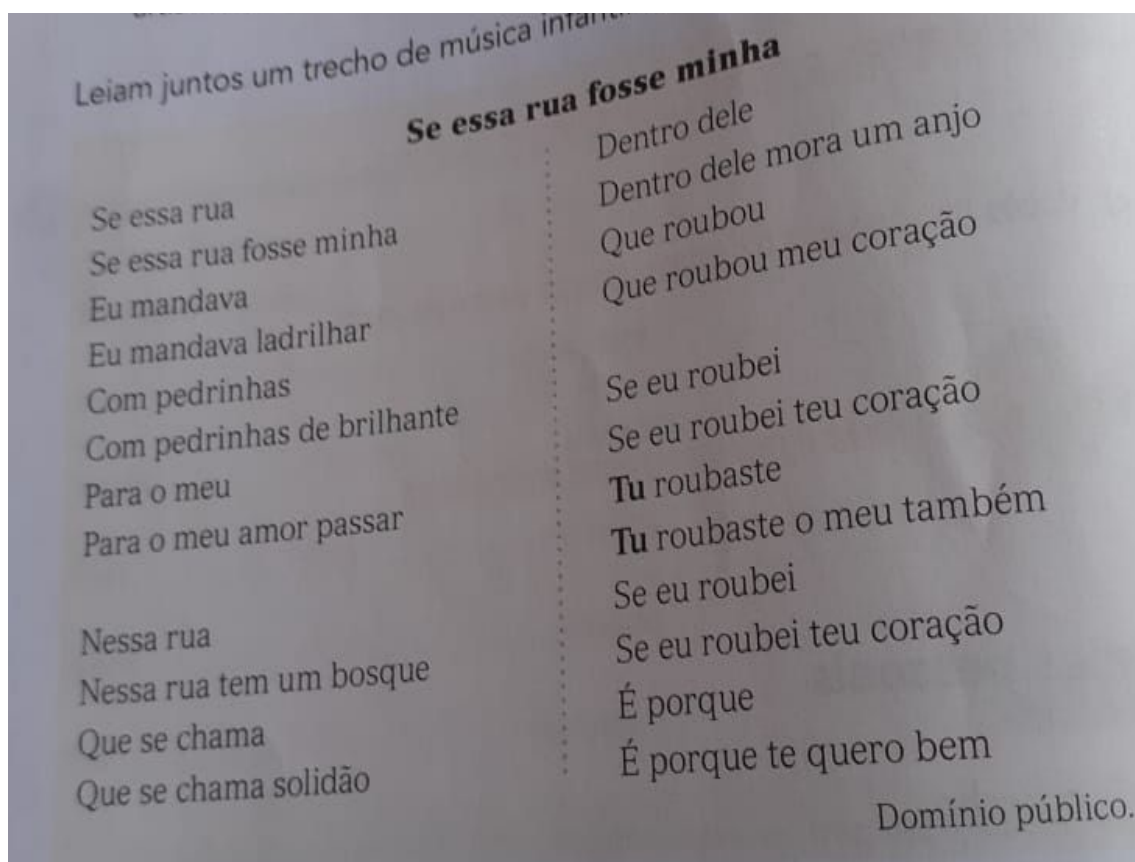 Leiam juntos um trecho de música
Se essa rua fosse minha
Se essa rua
Se essa rua fosse minha
Eu mandava
Eu mandava ladrilhar
Com pedrinhas
Com pedrinhas de brilhante
Para o meu
Para o meu amor passar
Nessa rua
Nessa rua tem um bosque
Que se chama
Que se chama solidão
Dentro dele
Dentro dele mora um anjo
Que roubou
Que roubou meu coração
Se eu roubei
Se eu roubei teu coração
Tu roubaste
Tu roubaste o meu também
Se eu roubei
Se eu roubei teu coração
É porque
É porque te quero bem
Domínio público.